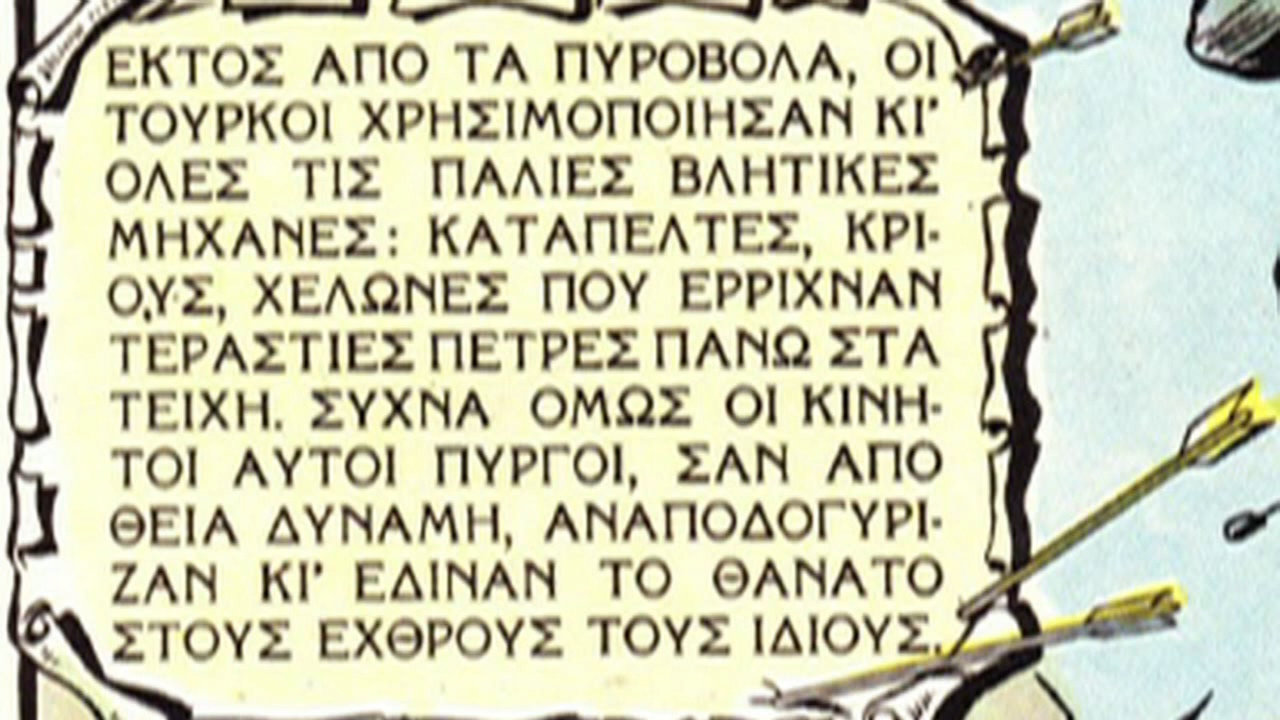 ΕΚΤΟΣ ΑΠΟ ΤΑ ΠΥΡΟΒΟΛΑ, ΟΙ
ΤΟΥΡΚΟΙ ΧΡΗΣΙΜΟΠΟΙΗΣΑΝ ΚΙ'
ΟΛΕΣ ΤΙΣ ΠΑΛΙΕΣ ΒΛΗΤΙΚΕΣ
ΜΗΧΑΝΕΣ: ΚΑΤΑΠΕΛΤΕΣ, ΚΡΙ-
ΟΥΣ, ΧΕΛΩΝΕΣ ΠΟΥ ΕΡΡΙΧΝΑΝ
ΤΕΡΑΣΤΙΕΣ ΠΕΤΡΕΣ ΠΑΝΩ ΣΤΑ
ΤΕΙΧΗ. ΣΥΧΝΑ ΟΜΩΣ ΟΙ ΚΙΝΗ-
ΤΟΙ ΑΥΤΟΙ ΠΥΡΓΟΙ, ΣΑΝ ΑΠΟ
ΘΕΙΑ ΔΥΝΑΜΗ, ΑΝΑΠΟΔΟΓΥΡΙ-
ΖΑΝ ΚΙ' ΕΔΙΝΑΝ ΤΟ ΘΑΝΑΤΟ
ΣΤΟΥΣ ΕΧΘΡΟΥΣ ΤΟΥΣ ΙΔΙΟΥΣ.